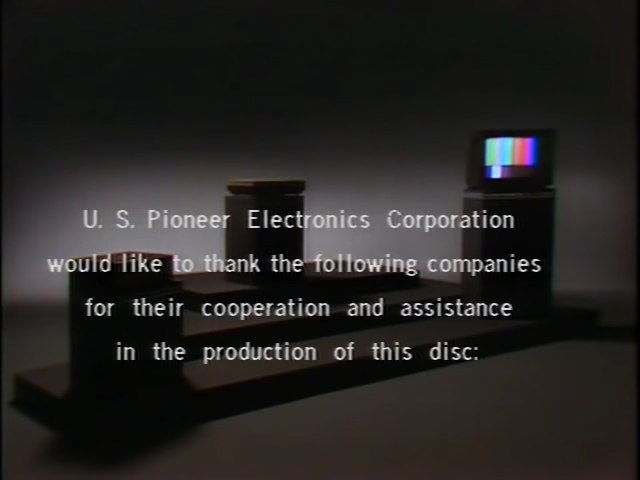 U. S. Pioneer Electronics Corporation
would like to thank the following companies
for their cooperation and assistance
in the production of this disc: